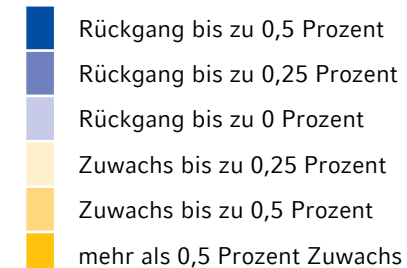 Rückgang bis zu 0,5 Prozent
Rückgang bis zu 0,25 Prozent
Rückgang bis zu 0 Prozent
Zuwachs bis zu 0,25 Prozent
Zuwachs bis zu 0,5 Prozent
mehr als 0,5 Prozent Zuwachs